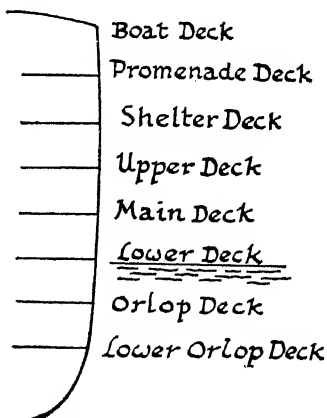 Boat Deck
Promenade Deck
Shelter Deck
Upper Deck
Main Deck
Lower Deck
Orlop Deck
Lower Orlop Deck